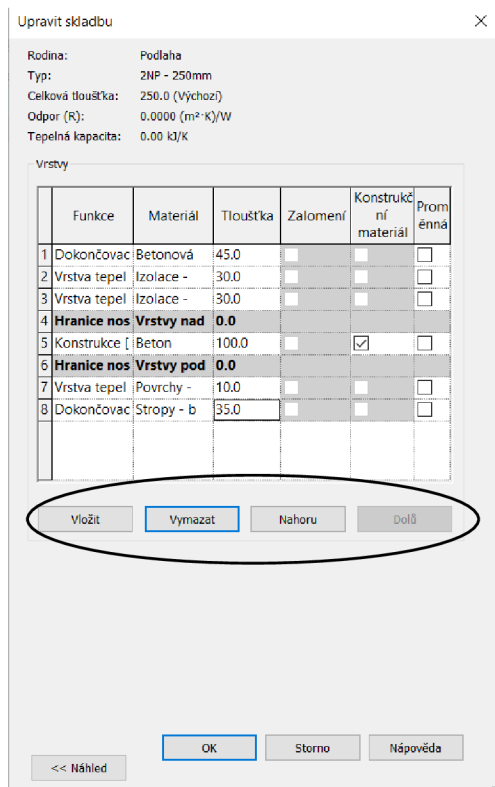 Upravit skladbu
Rodina: Podlaha
Typ: 2NP - 250mm
Celková tloušťka: 250.0 (Výchozí)
Odpor (R): 0.0000 (m²·K)/W
Tepelná kapacita: 0.00 kJ/K
Vrstvy
Funkce Materiál Tloušťka Zalomení Konstrukč
ní
materiál Prom
ěnná
1 Dokončovac Betonová 45.0
2 Vrstva tepel Izolace - 30.0
3 Vrstva tepel Izolace - 30.0
4 Hranice nos Vrstvy nad 0.0
5 Konstrukce [ Beton 100.0
6 Hranice nos Vrstvy pod 0.0
7 Vrstva tepel Povrchy - 10.0
8 Dokončovac Stropy - b 35.0
Vložit Vymazat Nahoru Dolů
OK Storno Nápověda
<< Náhled